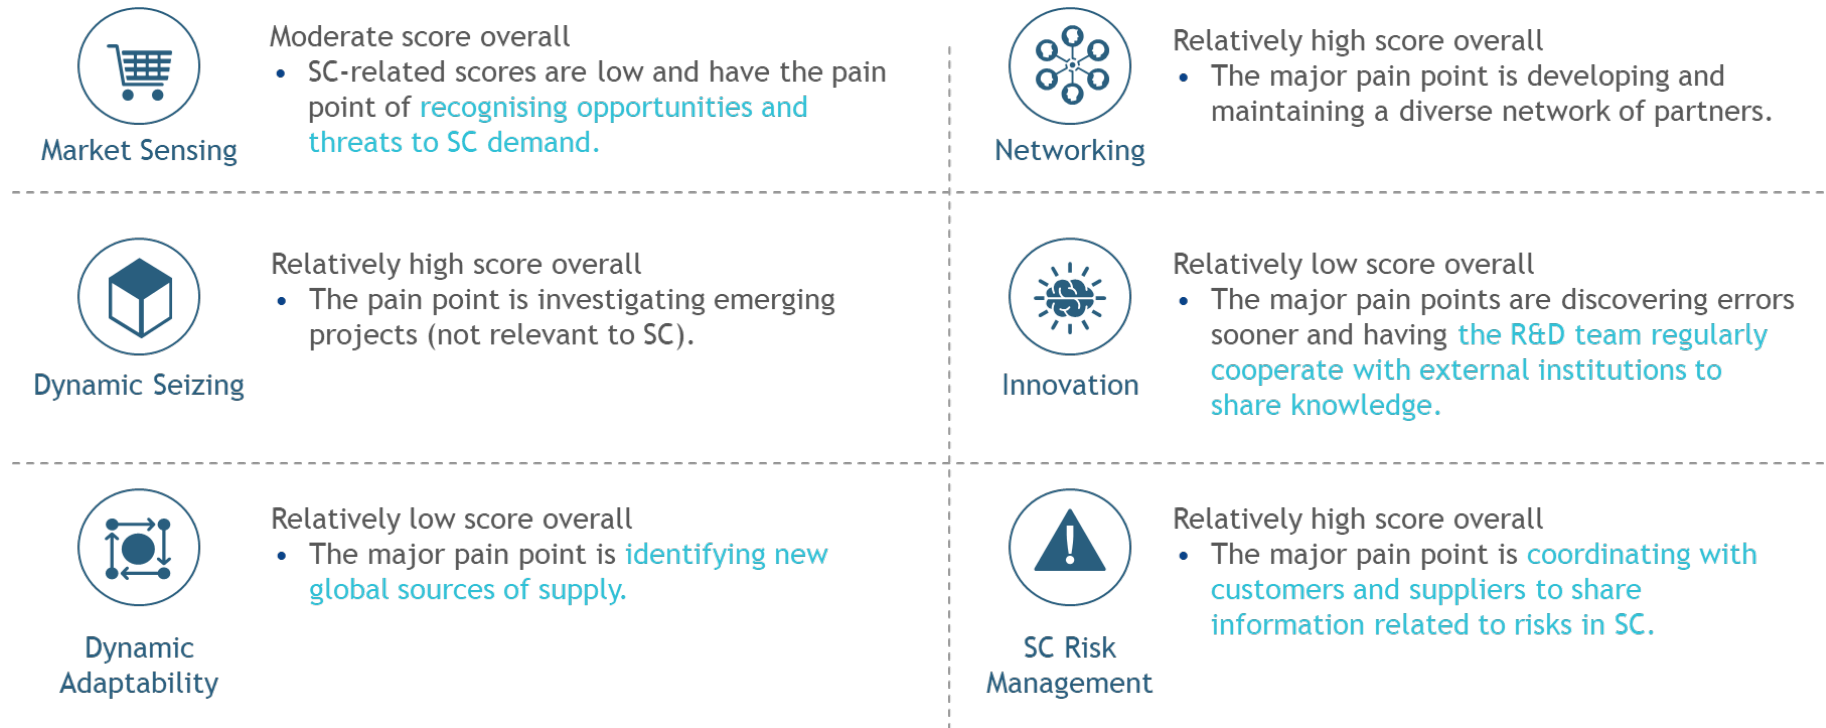 Moderate score overall
• SC-related scores are low and have the pain
point of recognising opportunities and
threats to SC demand.
Market Sensing
Relatively high score overall
• The major pain point is developing and
maintaining a diverse network of partners.
Networking
Relatively high score overall
• The pain point is investigating emerging
projects (not relevant to SC).
Dynamic Seizing
Relatively low score overall
• The major pain points are discovering errors
sooner and having the R&D team regularly
cooperate with external institutions to
share knowledge.
Innovation
Relatively low score overall
• The major pain point is identifying new
global sources of supply.
Dynamic
Adaptability
Relatively high score overall
• The major pain point is coordinating with
customers and suppliers to share
information related to risks in SC.
SC Risk
Management